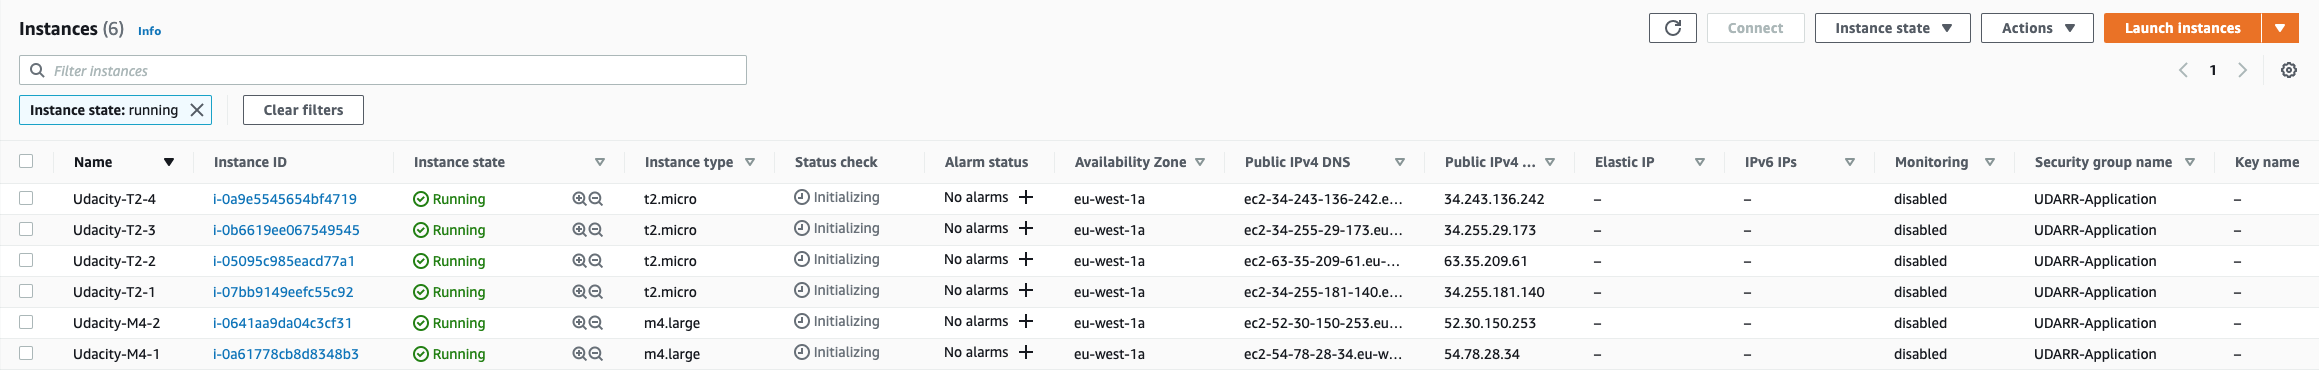 Instances (6) Info Connect Instance state Actions Launch instances
Filter instances 1
Instance state: running Clear filters
Name Instance ID Instance state Instance type Status check Alarm status Availability Zone Public IPv4 DNS Public IPv4 ... Elastic IP IPv6 IPs Monitoring Security group name Key name
Udacity-T2-4 i-0a9e5545654bf4719 Running t2.micro Initializing No alarms + eu-west-1a ec2-34-243-136-242.e... 34.243.136.242 – – disabled UDARR-Application –
Udacity-T2-3 i-0b6619ee067549545 Running t2.micro Initializing No alarms + eu-west-1a ec2-34-255-29-173.eu... 34.255.29.173 – – disabled UDARR-Application –
Udacity-T2-2 i-05095c985eacd77a1 Running t2.micro Initializing No alarms + eu-west-1a ec2-63-35-209-61.eu-... 63.35.209.61 – – disabled UDARR-Application –
Udacity-T2-1 i-07bb9149eefc55c92 Running t2.micro Initializing No alarms + eu-west-1a ec2-34-255-181-140.e... 34.255.181.140 – – disabled UDARR-Application –
Udacity-M4-2 i-0641aa9da04c3cf31 Running m4.large Initializing No alarms + eu-west-1a ec2-52-30-150-253.eu... 52.30.150.253 – – disabled UDARR-Application –
Udacity-M4-1 i-0a61778cb8d8348b3 Running m4.large Initializing No alarms + eu-west-1a ec2-54-78-28-34.eu-w... 54.78.28.34 – – disabled UDARR-Application –